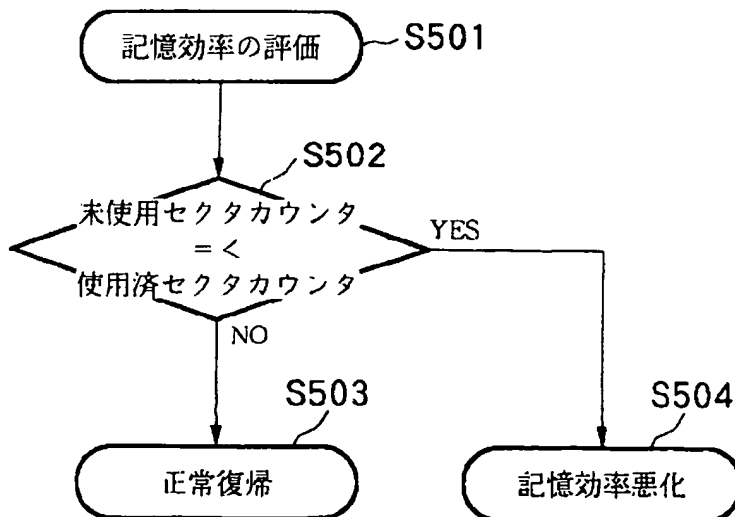 記憶効率の評価
S501
S502
未使用セクタカウンタ
=<
使用済セクタカウンタ
YES
NO
S503
正常復帰
S504
記憶効率悪化